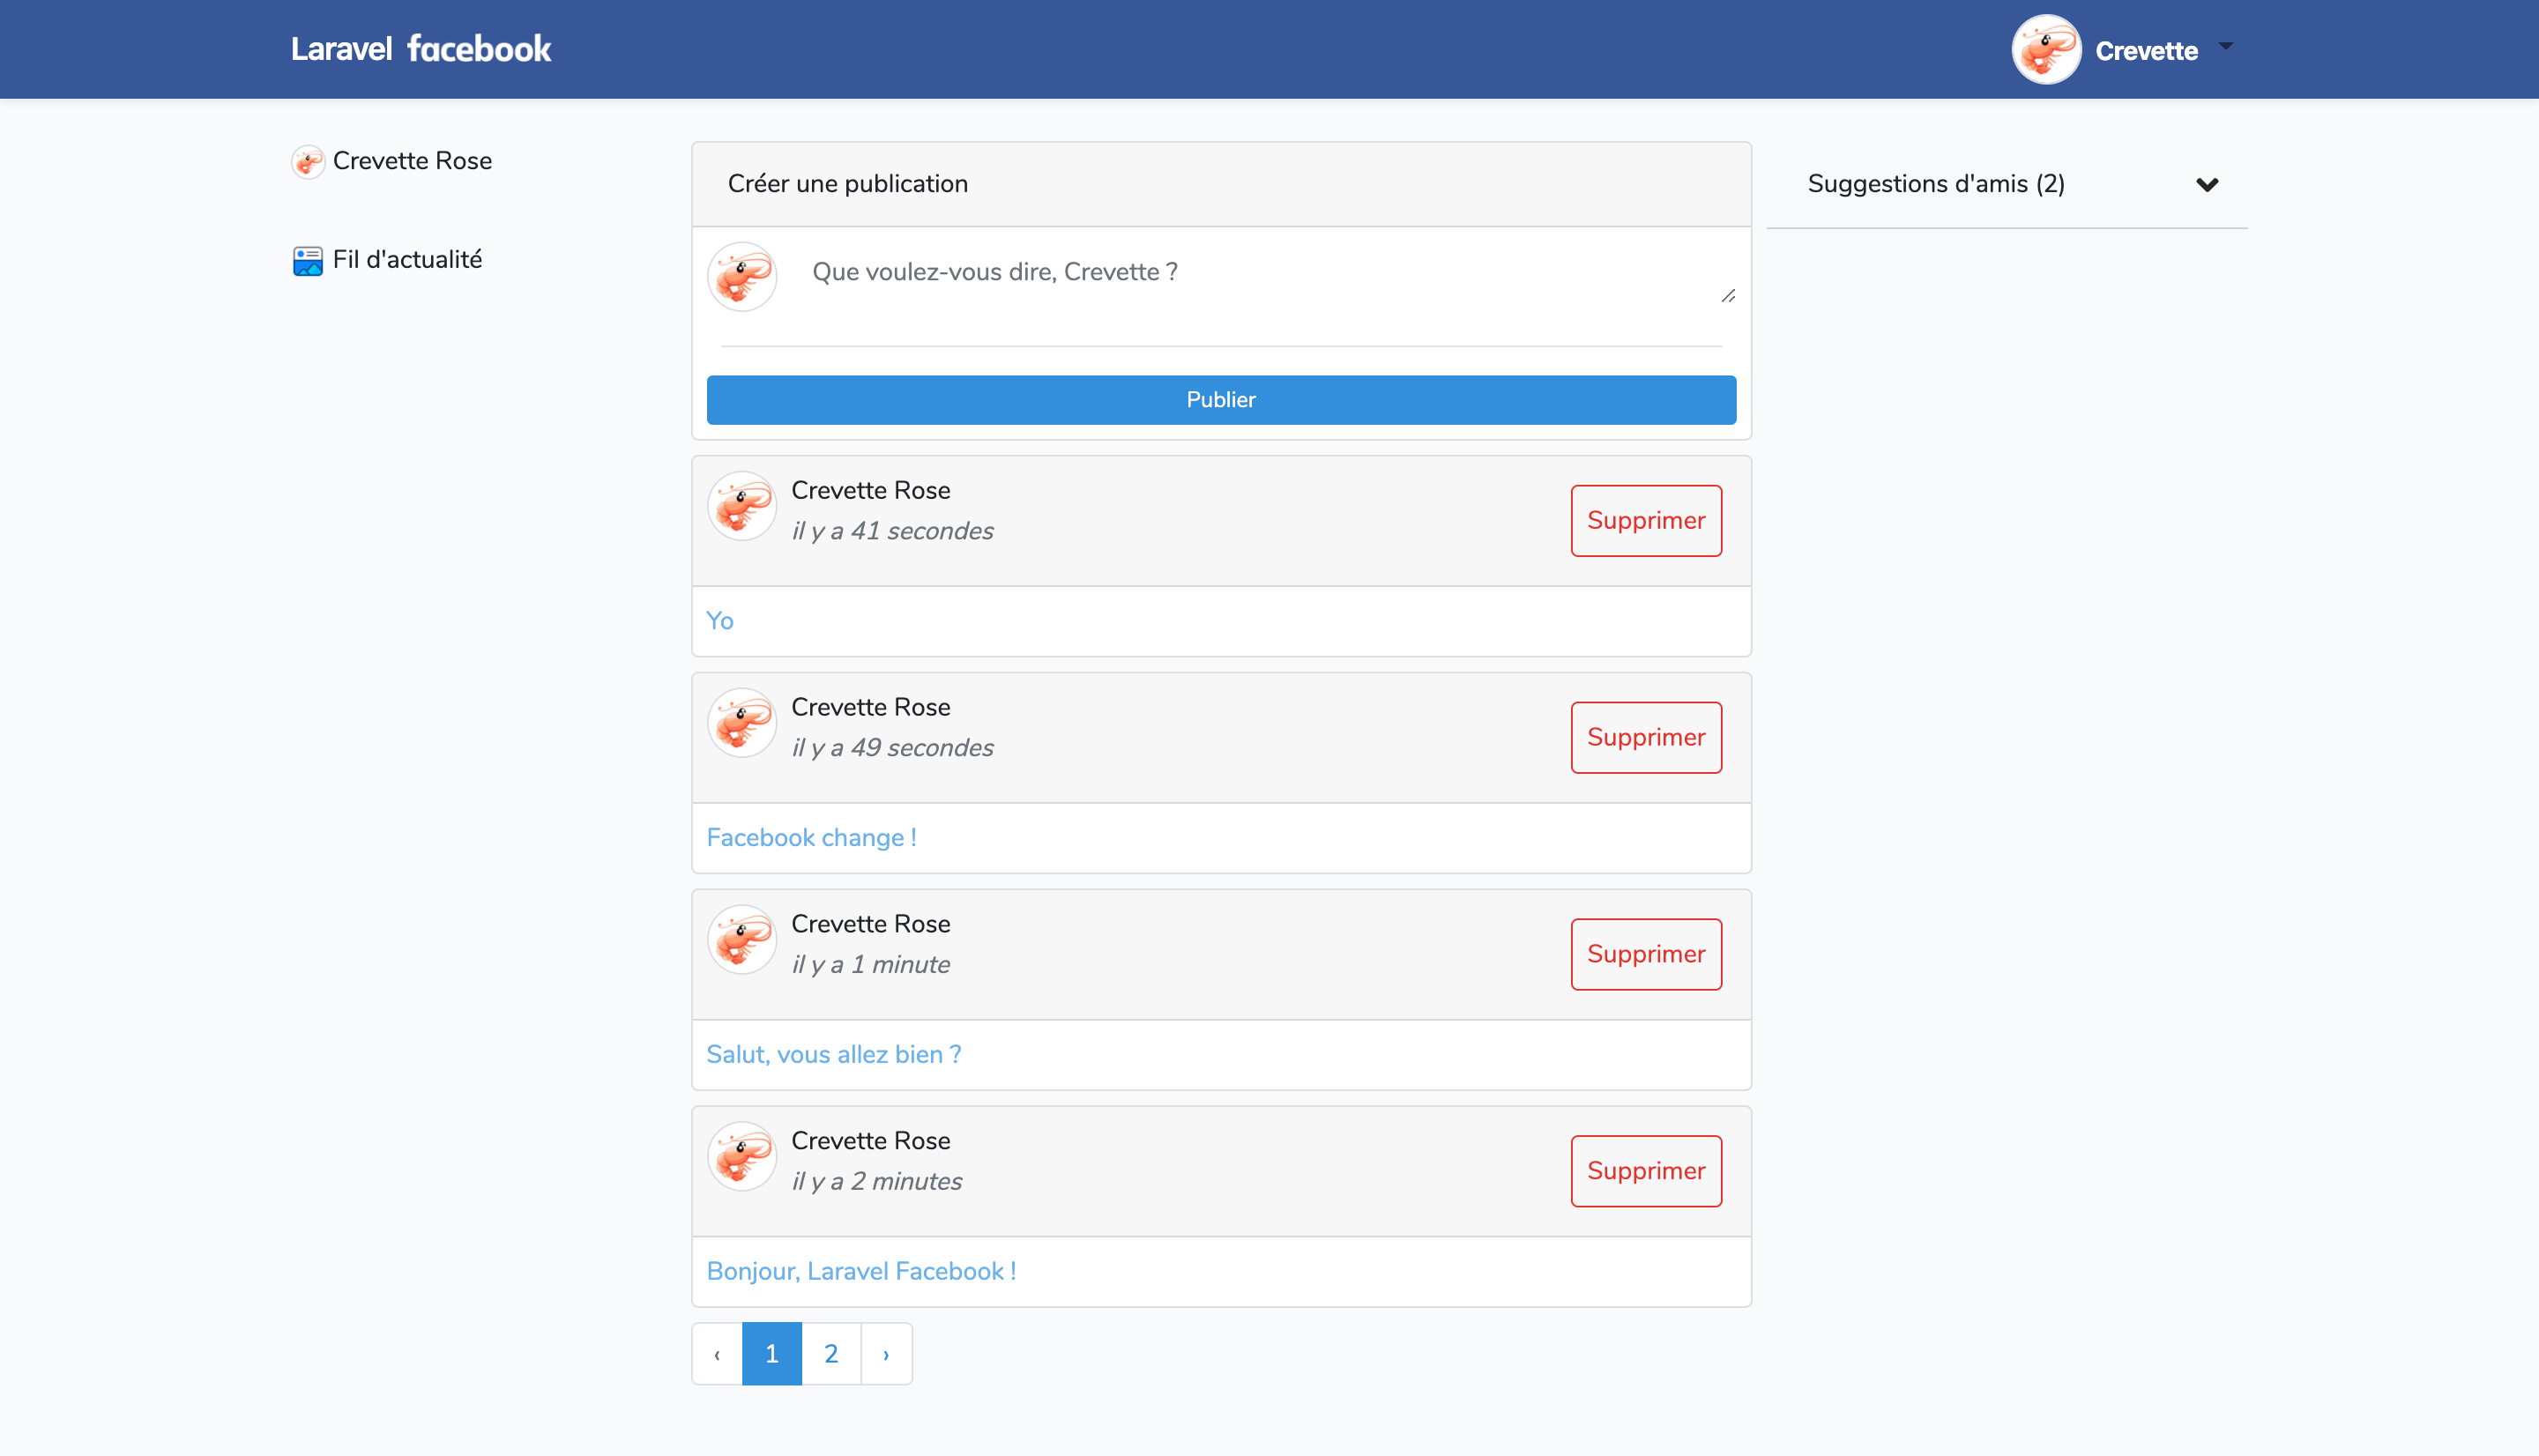 Laravel facebook
Crevette
Crevette Rose
Fil d'actualité
Créer une publication
Que voulez-vous dire, Crevette ?
Publier
Crevette Rose
il y a 41 secondes
Supprimer
Yo
Crevette Rose
il y a 49 secondes
Supprimer
Facebook change !
Crevette Rose
il y a 1 minute
Supprimer
Salut, vous allez bien ?
Crevette Rose
il y a 2 minutes
Supprimer
Bonjour, Laravel Facebook !
‹ 1 2 ›
Suggestions d'amis (2)